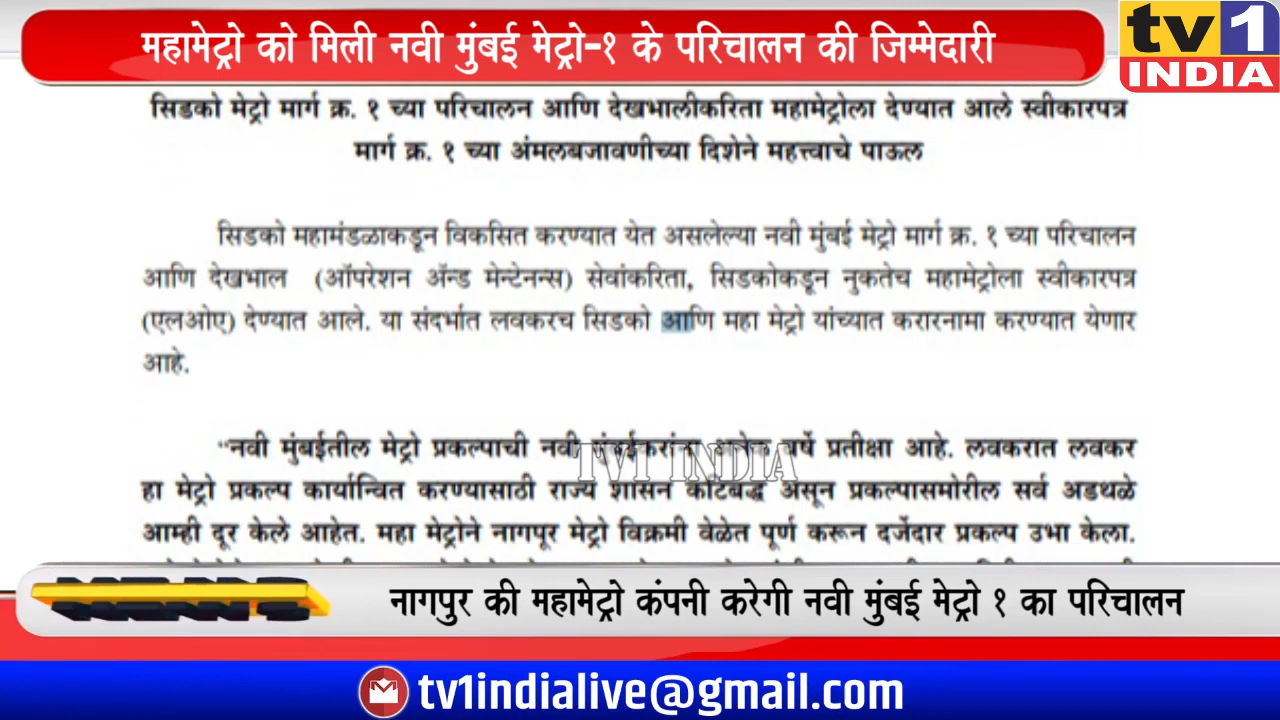 महामेट्रो को मिली नवी मुंबई मेट्रो-१ के परिचालन की जिम्मेदारी
tv1
INDIA
सिडको मेट्रो मार्ग क्र. १ च्या परिचालन आणि देखभालीकरिता महामेट्रोला देण्यात आले स्वीकारपत्र
मार्ग क्र. १ च्या अंमलबजावणीच्या दिशेने महत्त्वाचे पाऊल
सिडको महामंडळाकडून विकसित करण्यात येत असलेल्या नवी मुंबई मेट्रो मार्ग क्र. १ च्या परिचालन
आणि देखभाल (ऑपरेशन ॲन्ड मेन्टेनन्स) सेवांकरिता, सिडकोकडून नुकतेच महामेट्रोला स्वीकारपत्र
(एलओए) देण्यात आले. या संदर्भात लवकरच सिडको आणि महा मेट्रो यांच्यात करारनामा करण्यात येणार
आहे.
"नवी मुंबईतील मेट्रो प्रकल्पाची नवी मुंबईकरांना अनेक वर्षे प्रतीक्षा आहे. लवकरात लवकर
TV1 INDIA
हा मेट्रो प्रकल्प कार्यान्वित करण्यासाठी राज्य शासन कटिबद्ध असून प्रकल्पासमोरील सर्व अडथळे
आम्ही दूर केले आहेत. महा मेट्रोने नागपूर मेट्रो विक्रमी वेळेत पूर्ण करून दर्जेदार प्रकल्प उभा केला.
नागपुर की महामेट्रो कंपनी करेगी नवी मुंबई मेट्रो १ का परिचालन
tv1indialive@gmail.com